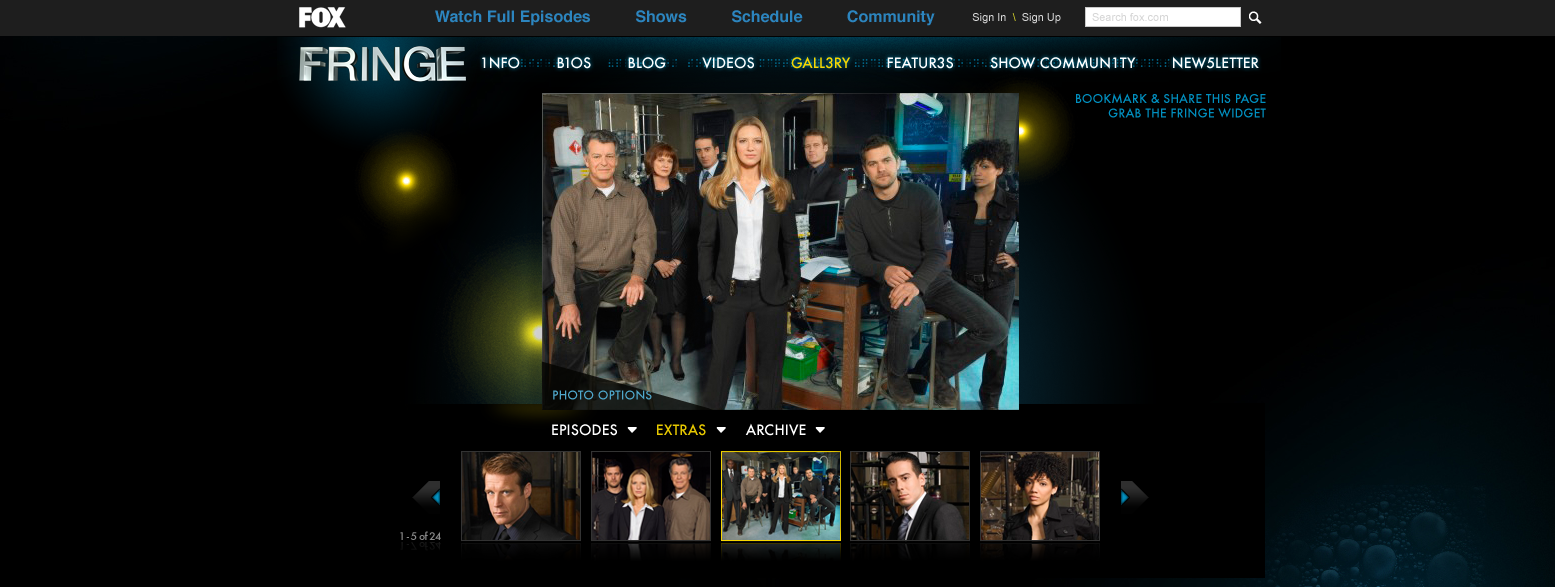 FOX
Watch Full Episodes Shows Schedule Community Sign In \ Sign Up Search fox.com
FRINGE
1NFO B1OS BLOG VIDEOS GALL3RY FEATUR3S SHOW COMMUN1TY NEW5LETTER
BOOKMARK & SHARE THIS PAGE
GRAB THE FRINGE WIDGET
PHOTO OPTIONS
EPISODES EXTRAS ARCHIVE
1 - 5 of 24